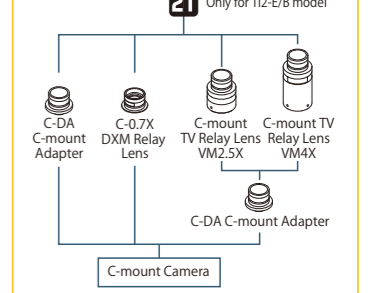 21 Only for Ti2-E/B model
C-DA
C-mount
Adapter
C-0.7X
DXM Relay
Lens
C-mount
TV Relay Lens
VM2.5X
C-mount TV
Relay Lens
VM4X
C-DA C-mount Adapter
C-mount Camera